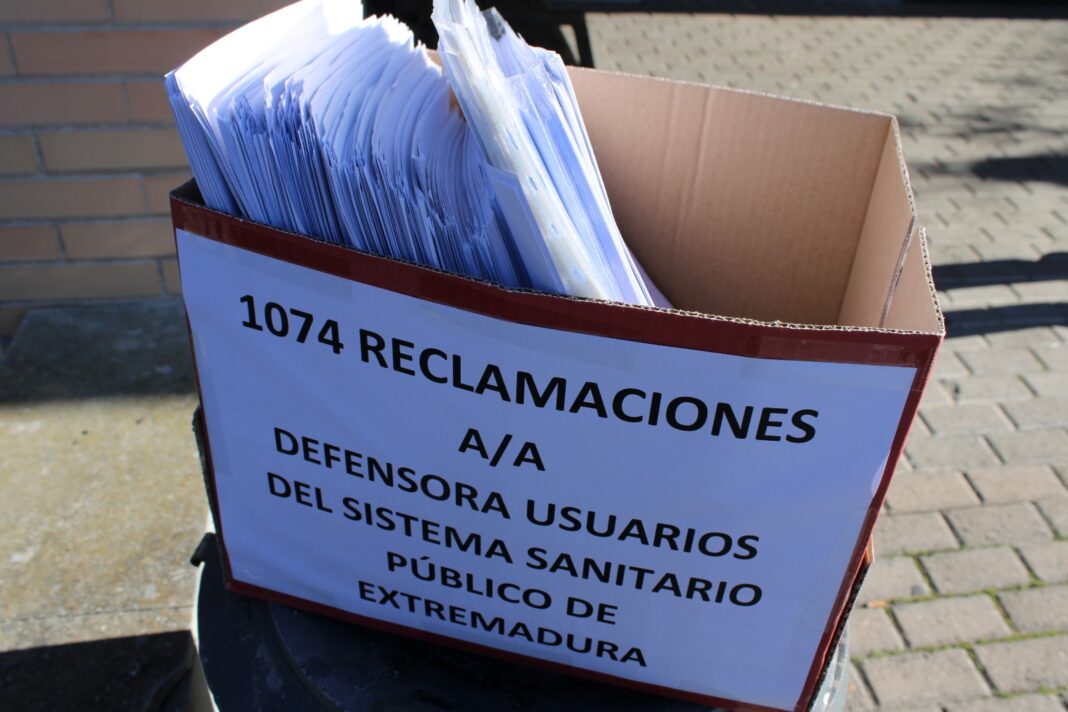 1074 RECLAMACIONES
A/A
DEFENSORA USUARIOS
DEL SISTEMA SANITARIO
PÚBLICO DE
EXTREMADURA